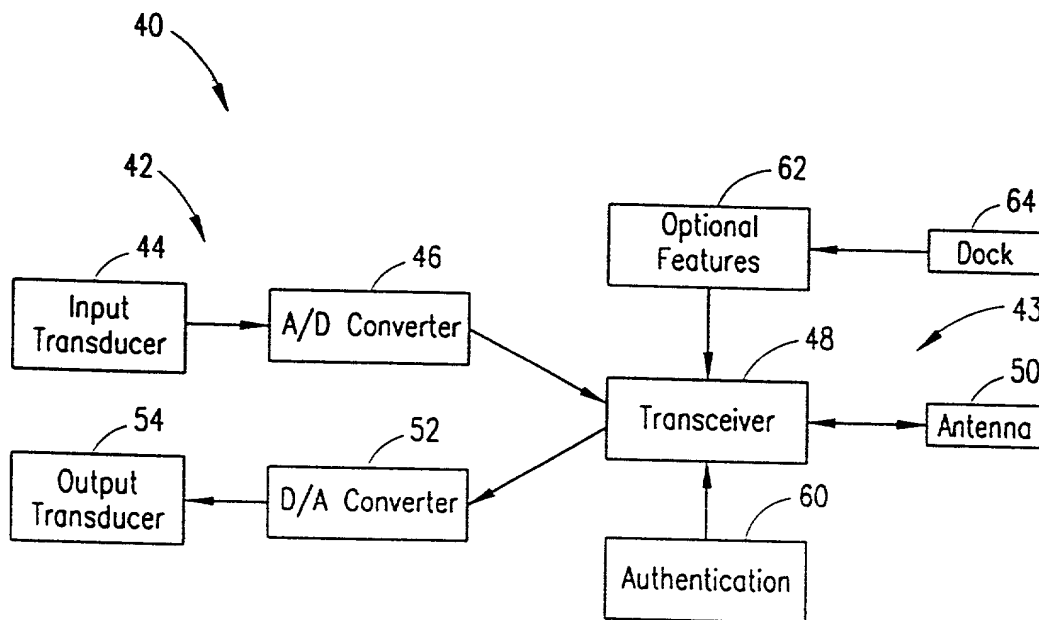 40
42
62
Optional
Features
64
Dock
44
Input
Transducer
46
A/D Converter
43
48
Transceiver
50
Antenna
54
Output
Transducer
52
D/A Converter
60
Authentication